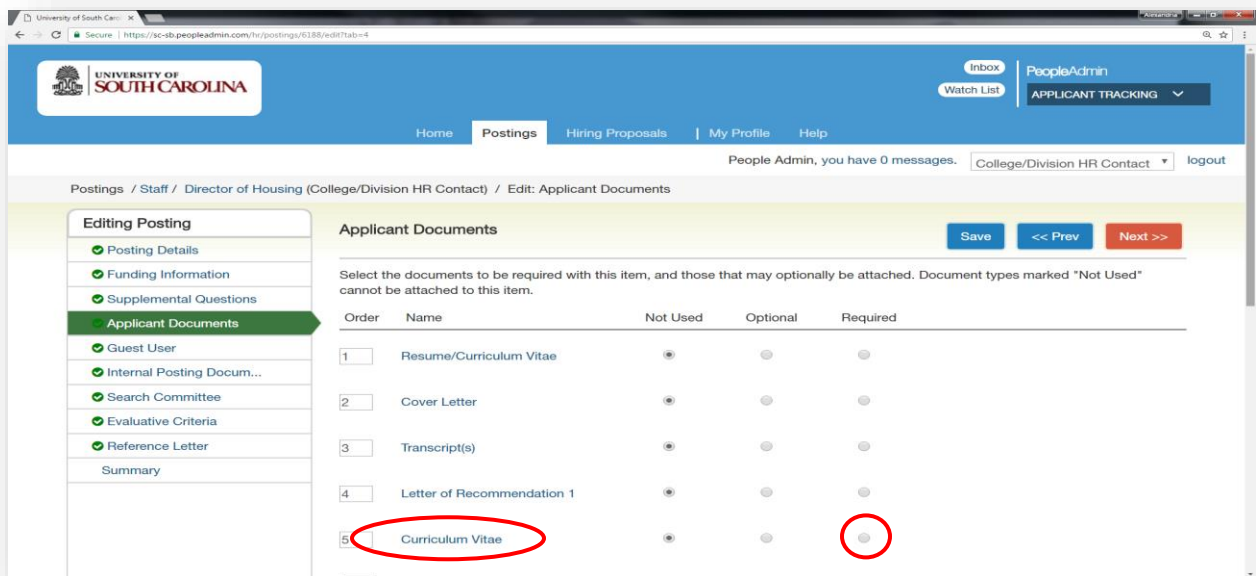 University of South Caro
Alexandria
Secure | https://sc-sb.peopleadmin.com/hr/postings/6188/edit?tab=4
UNIVERSITY OF
SOUTH CAROLINA
Inbox
Watch List
PeopleAdmin
APPLICANT TRACKING
Home Postings Hiring Proposals | My Profile Help
People Admin, you have 0 messages. College/Division HR Contact logout
Postings / Staff / Director of Housing (College/Division HR Contact) / Edit: Applicant Documents
Editing Posting
Posting Details
Funding Information
Supplemental Questions
Applicant Documents
Guest User
Internal Posting Docum...
Search Committee
Evaluative Criteria
Reference Letter
Summary
Applicant Documents
Save << Prev Next >>
Select the documents to be required with this item, and those that may optionally be attached. Document types marked "Not Used"
cannot be attached to this item.
Order Name Not Used Optional Required
1 Resume/Curriculum Vitae
2 Cover Letter
3 Transcript(s)
4 Letter of Recommendation 1
5 Curriculum Vitae